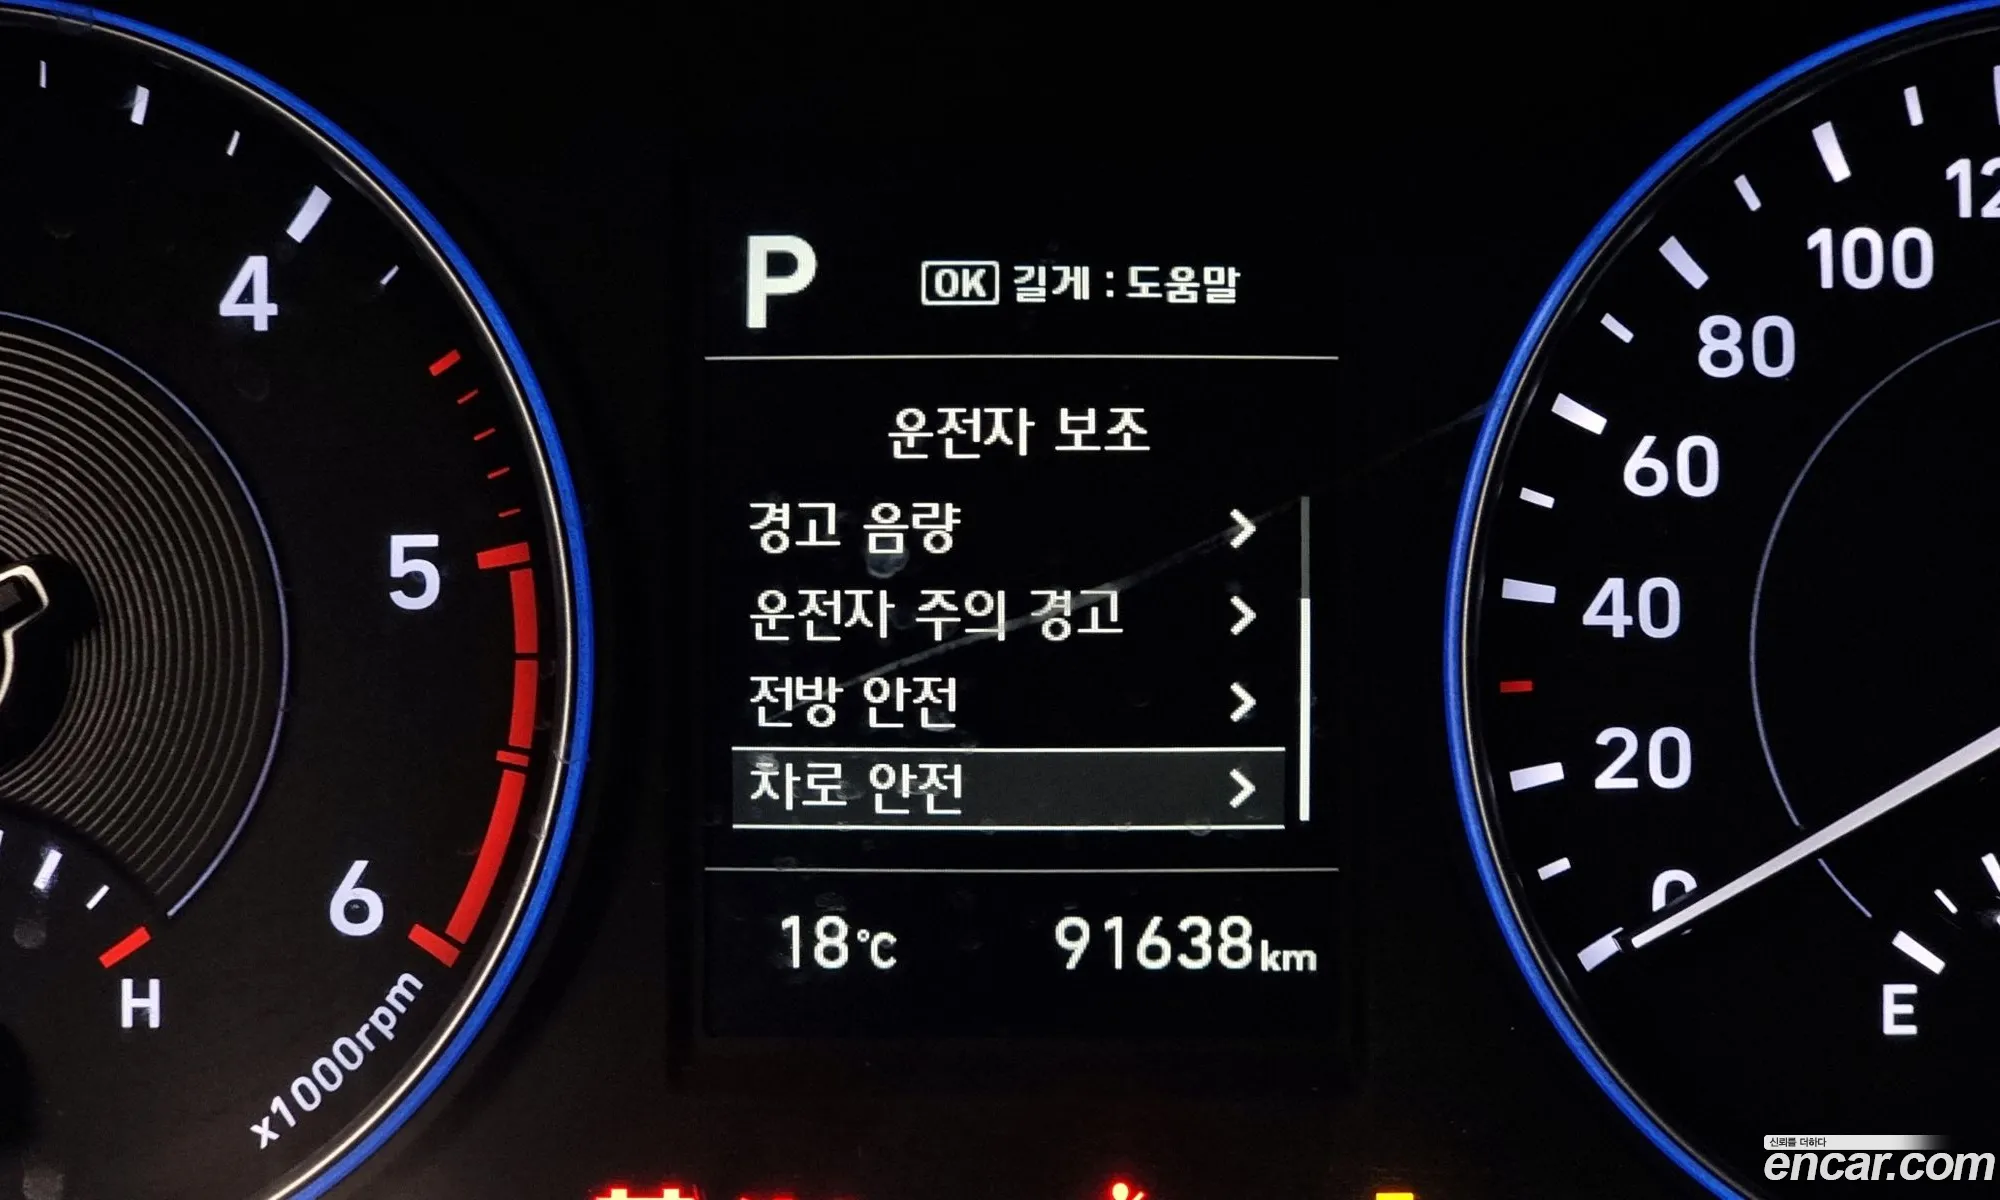 4
5
6
H
x1000rpm
P
OK 길게 : 도움말
운전자 보조
경고 음량
운전자 주의 경고
전방 안전
차로 안전
18℃
91638km
100
80
60
40
20
0
E
신뢰를 더하다
encar.com